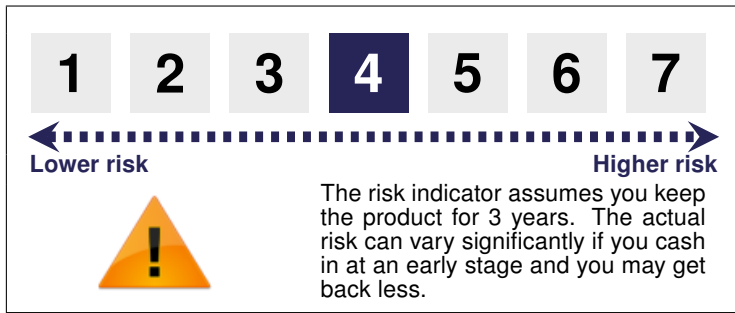 1 2 3 4 5 6 7
Lower risk Higher risk
The risk indicator assumes you keep
the product for 3 years. The actual
risk can vary significantly if you cash
in at an early stage and you may get
back less.